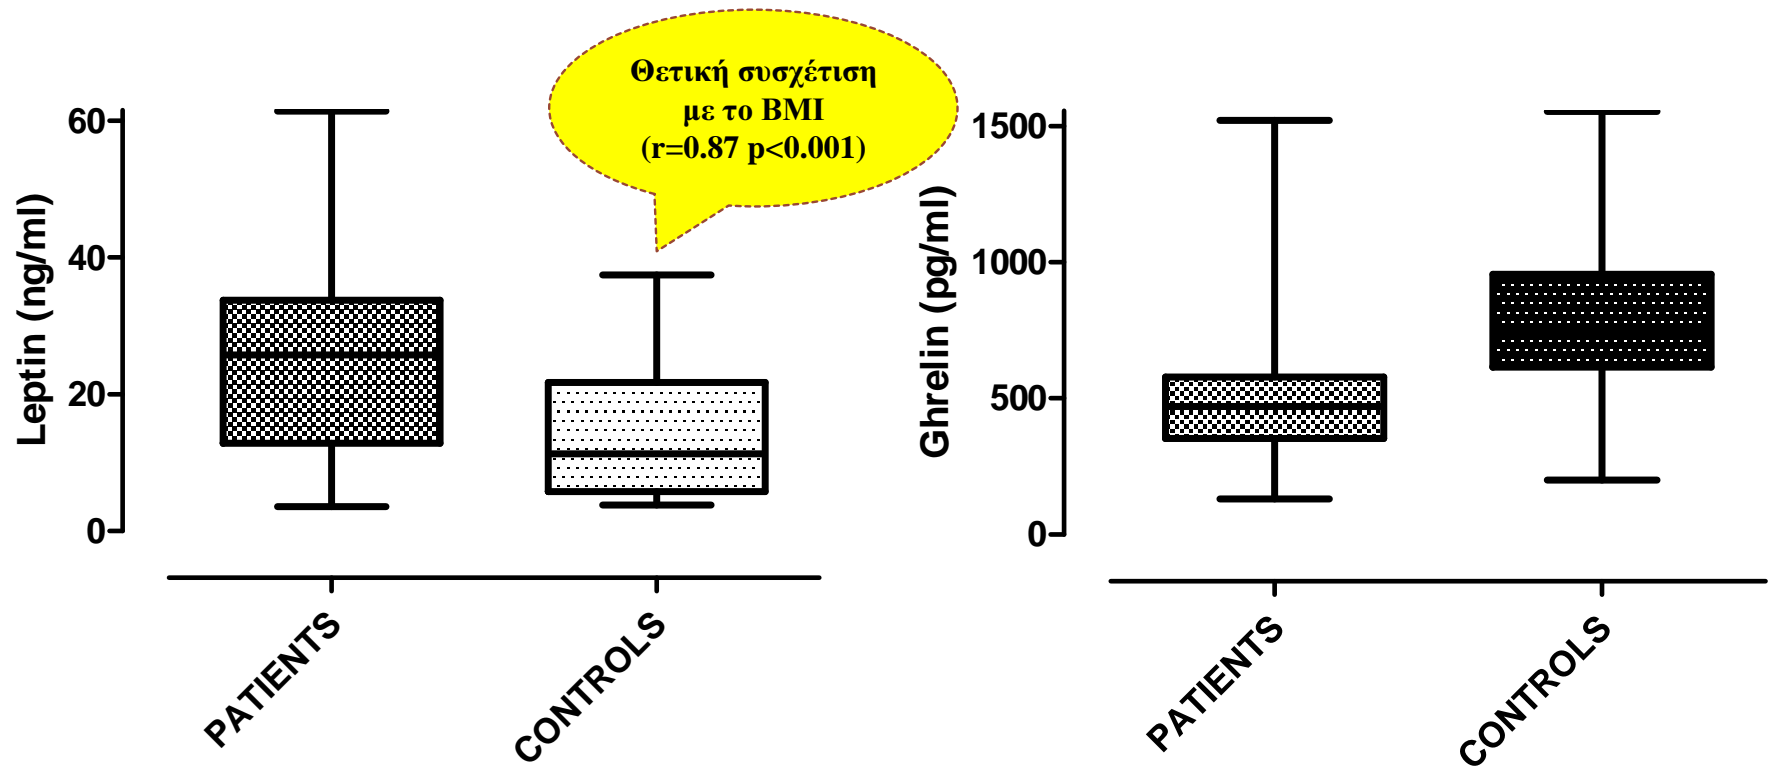 Θετική συσχέτιση
με το BMI
(r=0.87 p<0.001)
Leptin (ng/ml)
60
40
20
0
PATIENTS
CONTROLS
Ghrelin (pg/ml)
1500
1000
500
0
PATIENTS
CONTROLS